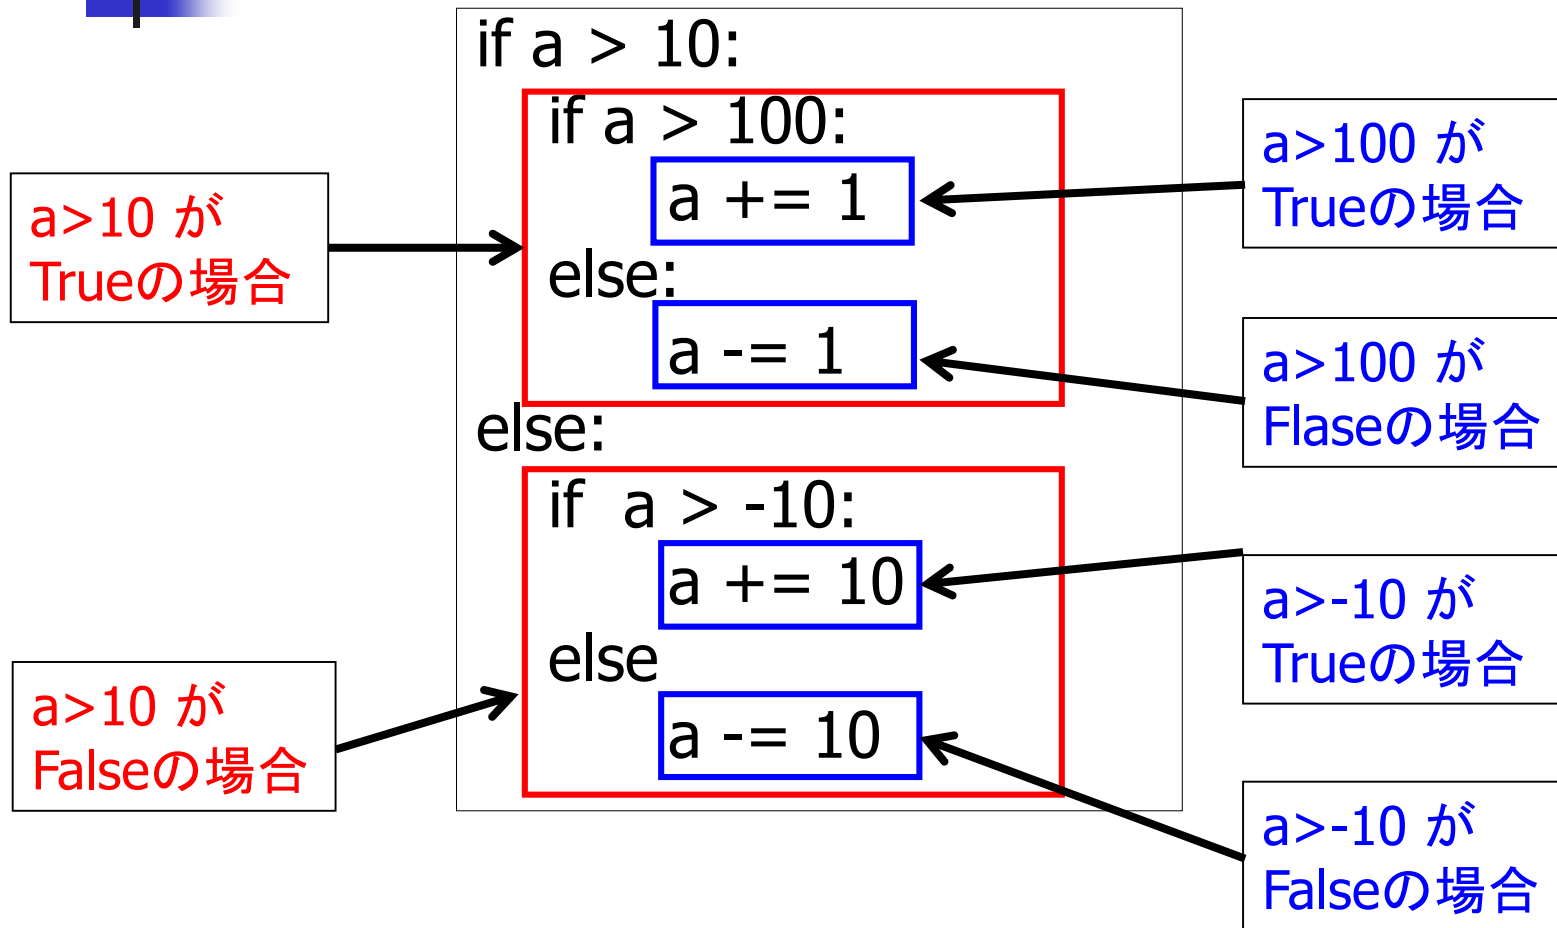 if a > 10:
if a > 100:
a += 1
else:
a -= 1
else:
if  a > -10:
a += 10
else
a -= 10
a>10 が
Trueの場合
a>10 が
Falseの場合
a>100 が
Trueの場合
a>100 が
Flaseの場合
a>-10 が
Trueの場合
a>-10 が
Falseの場合